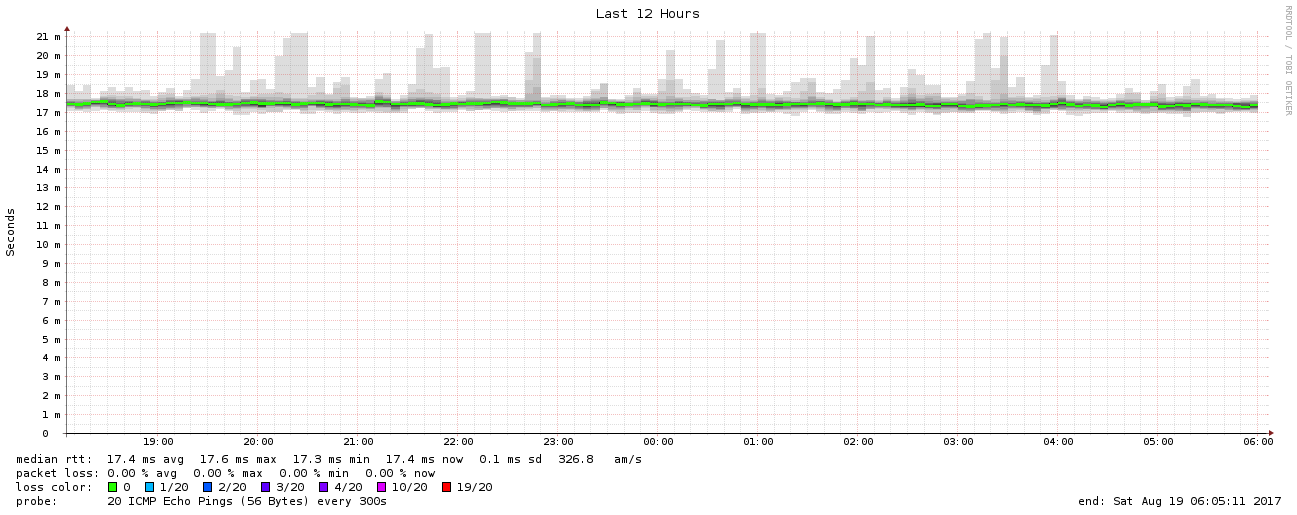 Last 12 Hours
RRDTOOL / TOBI OETIKER
Seconds
21 m
20 m
19 m
18 m
17 m
16 m
15 m
14 m
13 m
12 m
11 m
10 m
9 m
8 m
7 m
6 m
5 m
4 m
3 m
2 m
1 m
0
19:00 20:00 21:00 22:00 23:00 00:00 01:00 02:00 03:00 04:00 05:00 06:00
median rtt: 17.4 ms avg 17.6 ms max 17.3 ms min 17.4 ms now 0.1 ms sd 326.8 am/s
packet loss: 0.00 % avg 0.00 % max 0.00 % min 0.00 % now
loss color: 0 1/20 2/20 3/20 4/20 10/20 19/20
probe: 20 ICMP Echo Pings (56 Bytes) every 300s end: Sat Aug 19 06:05:11 2017